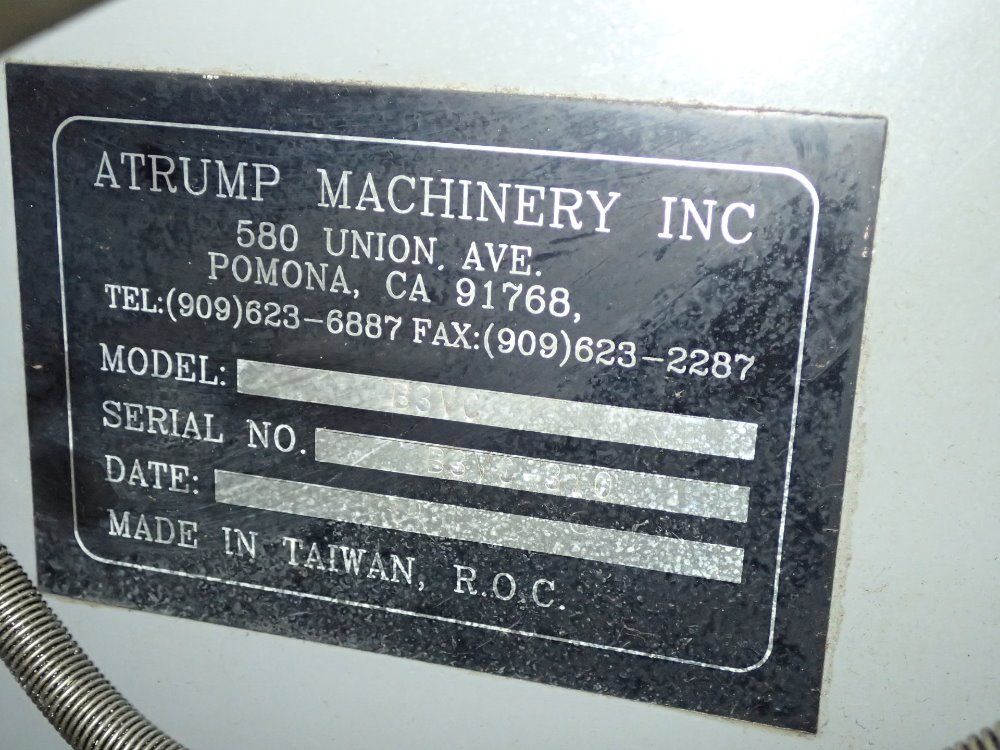 ATRUMP MACHINERY INC
580 UNION. AVE.
POMONA, CA 91768,
TEL:(909)623-6887 FAX:(909)623-2287
MODEL: B3VC
SERIAL NO.
DATE:
MADE IN TAIWAN, R.O.C.